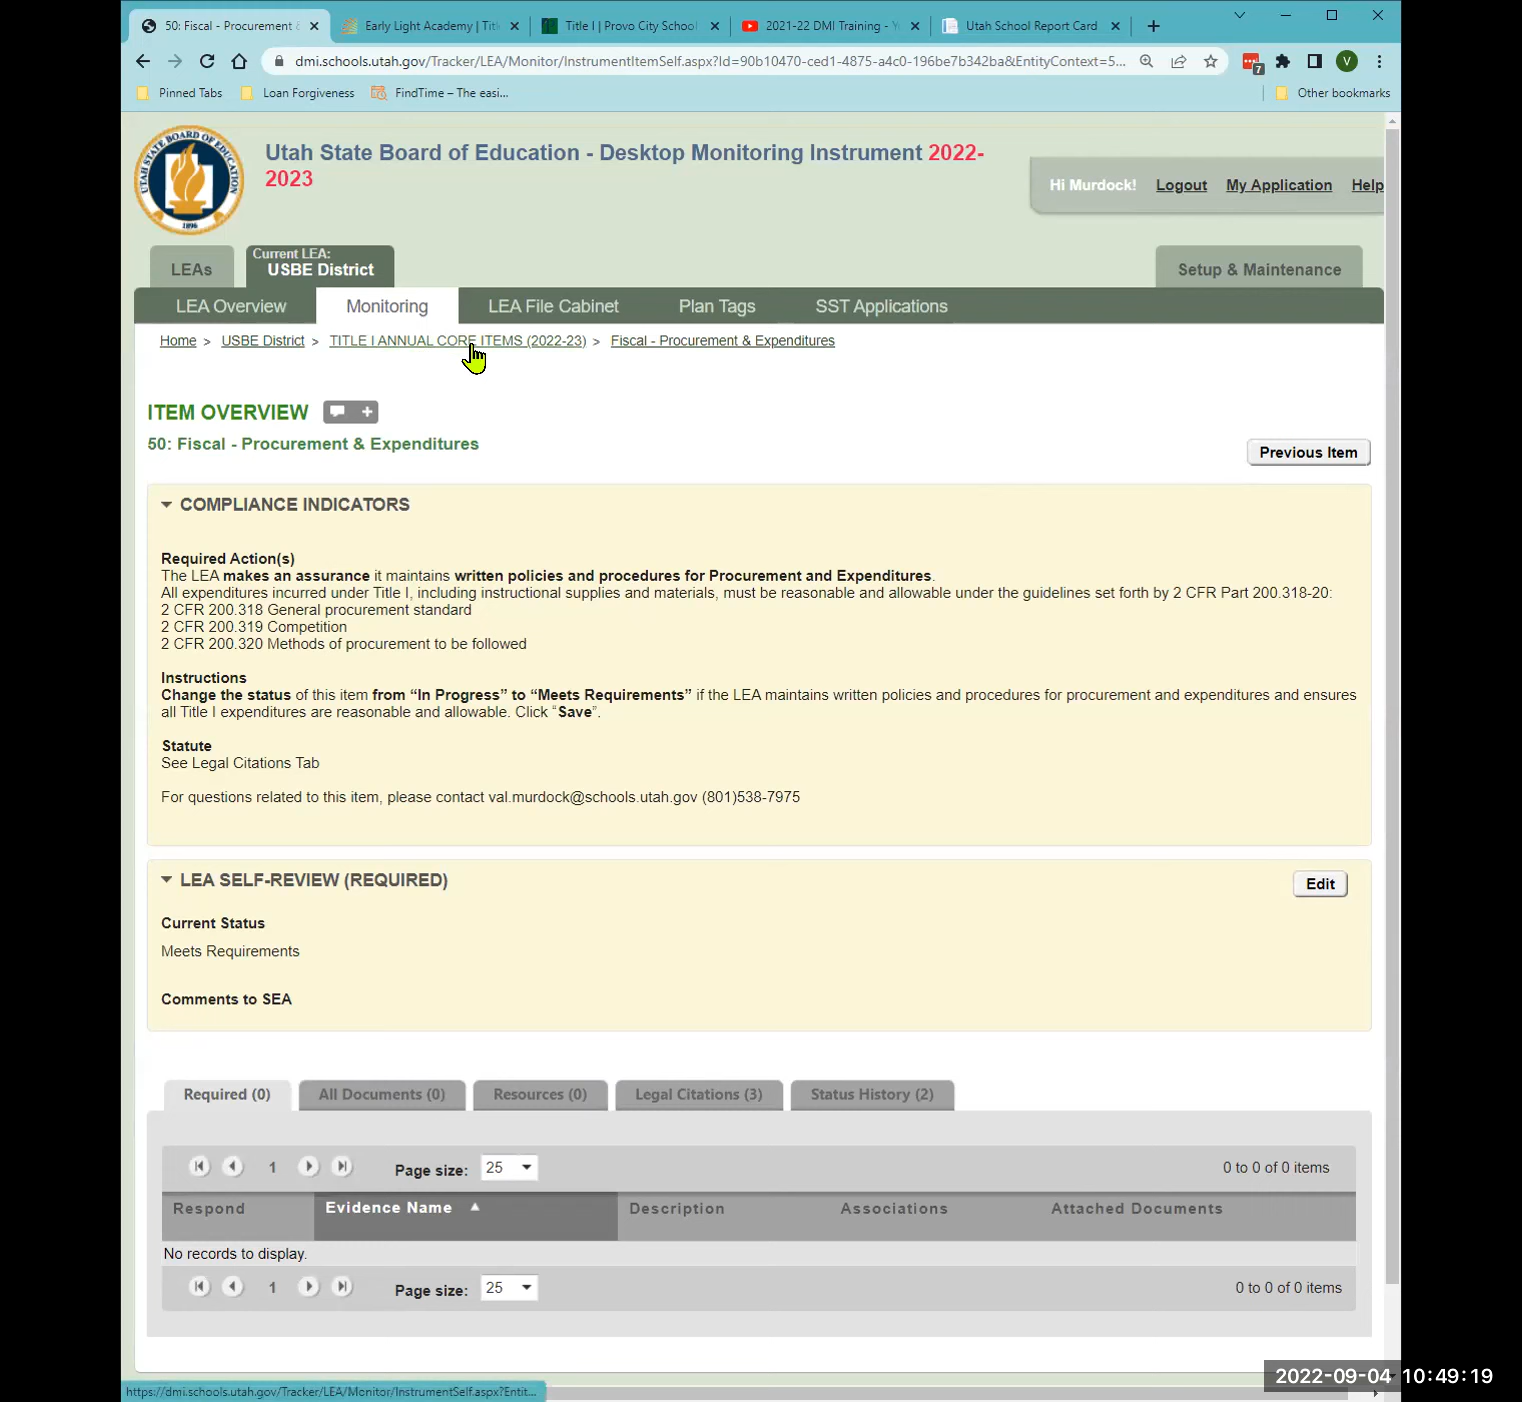 50: Fiscal - Procurement &
Early Light Academy | Title
Title I | Provo City School
2021-22 DMI Training - Y
Utah School Report Card
dmi.schools.utah.gov/Tracker/LEA/Monitor/InstrumentItemSelf.aspx?Id=90b10470-ced1-4875-a4c0-196be7b342ba&EntityContext=5...
7
V
Pinned Tabs
Loan Forgiveness
FindTime – The easi...
Other bookmarks
UTAH STATE BOARD OF EDUCATION
1896
Utah State Board of Education - Desktop Monitoring Instrument 2022-
2023
Hi Murdock! Logout My Application Help
LEAs
Current LEA:
USBE District
Setup & Maintenance
LEA Overview Monitoring LEA File Cabinet Plan Tags SST Applications
Home > USBE District > TITLE I ANNUAL CORE ITEMS (2022-23) > Fiscal - Procurement & Expenditures
ITEM OVERVIEW
50: Fiscal - Procurement & Expenditures
Previous Item
COMPLIANCE INDICATORS
Required Action(s)
The LEA makes an assurance it maintains written policies and procedures for Procurement and Expenditures.
All expenditures incurred under Title I, including instructional supplies and materials, must be reasonable and allowable under the guidelines set forth by 2 CFR Part 200.318-20:
2 CFR 200.318 General procurement standard
2 CFR 200.319 Competition
2 CFR 200.320 Methods of procurement to be followed
Instructions
Change the status of this item from “In Progress” to “Meets Requirements” if the LEA maintains written policies and procedures for procurement and expenditures and ensures
all Title I expenditures are reasonable and allowable. Click “Save”.
Statute
See Legal Citations Tab
For questions related to this item, please contact val.murdock@schools.utah.gov (801)538-7975
LEA SELF-REVIEW (REQUIRED)
Edit
Current Status
Meets Requirements
Comments to SEA
Required (0) All Documents (0) Resources (0) Legal Citations (3) Status History (2)
1 Page size: 25 0 to 0 of 0 items
Respond Evidence Name Description Associations Attached Documents
No records to display.
1 Page size: 25 0 to 0 of 0 items
2022-09-04 10:49:19
https://dmi.schools.utah.gov/Tracker/LEA/Monitor/InstrumentSelf.aspx?Entit...